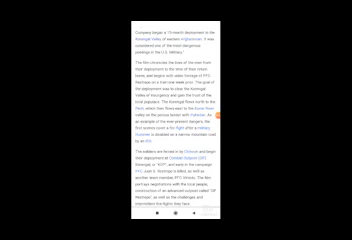 Company began a 15-month deployment in the
Korengal Valley of eastern Afghanistan. It was
considered one of the most dangerous
postings in the U.S. Military.
The film chronicles the lives of the men from
their deployment to the time of their return
home, and begins with video footage of PFC
Restrepo on a train one week prior. The goal of
the deployment was to clear the Korengal
Valley of insurgency and gain the trust of the
local populace. The Korengal flows north to the
Pech, which then flows east to the Kunar River
valley on the porous border with Pakistan. As
an example of the ever-present dangers, the
first scenes cover a fire fight after a military
Humvee is disabled on a narrow mountain road
by an IED.
The soldiers are ferried in by Chinook and begin
their deployment at Combat Outpost (OP)
Korengal, or "KOP", and early in the campaign
PFC Juan S. Restrepo is killed, as well as
another team member, PFC Vimoto. The film
portrays negotiations with the local people,
construction of an advanced outpost called "OP
Restrepo", as well as the challenges and
intermittent fire fights they face.